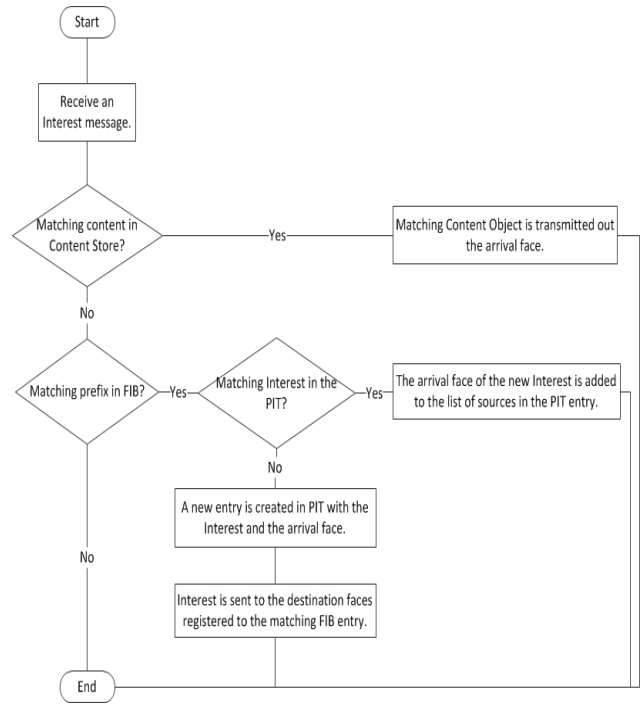 Start
Receive an
Interest message.
Matching content in
Content Store?
Yes
Matching Content Object is transmitted out
the arrival face.
No
Matching prefix in FIB?
Yes
Matching Interest in the
PIT?
Yes
The arrival face of the new Interest is added
to the list of sources in the PIT entry.
No
A new entry is created in PIT with the
Interest and the arrival face.
No
Interest is sent to the destination faces
registered to the matching FIB entry.
End